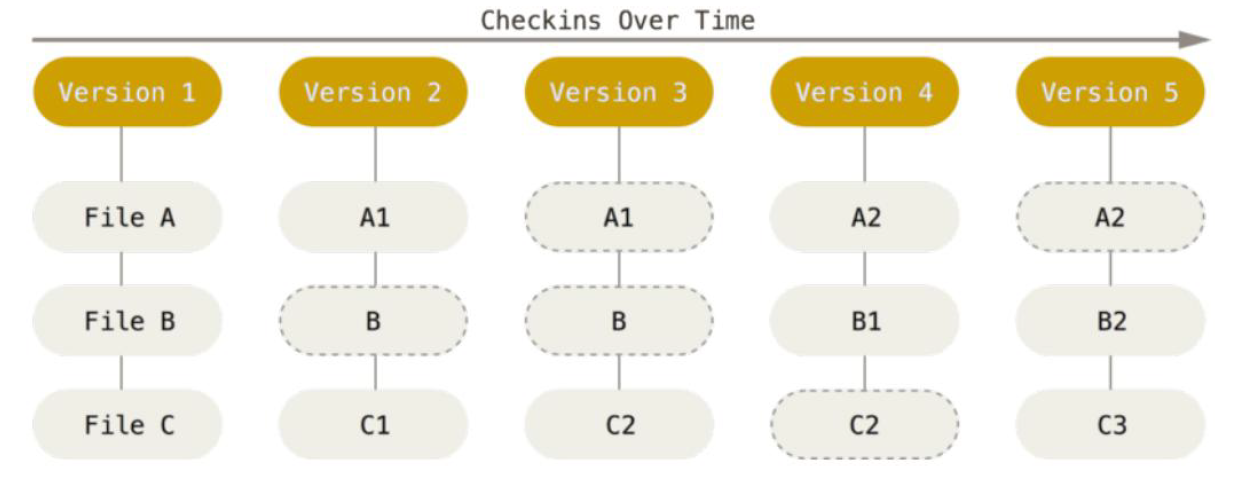 Checkins Over Time
Version 1 Version 2 Version 3 Version 4 Version 5
File A A1 A1 A2 A2
File B B B B1 B2
File C C1 C2 C2 C3